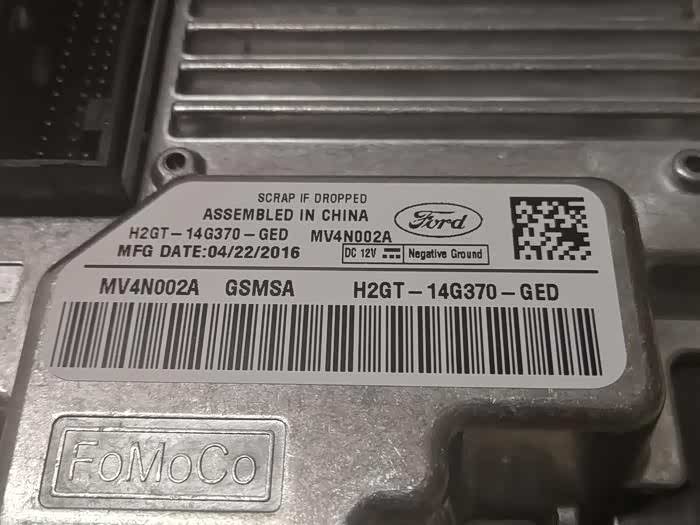 SCRAP IF DROPPED
ASSEMBLED IN CHINA
Ford
H2GT-14G370-GED MV4N002A
MFG DATE:04/22/2016
DC 12V Negative Ground
MV4N002A GSMSA H2GT-14G370-GED
FoMoCo